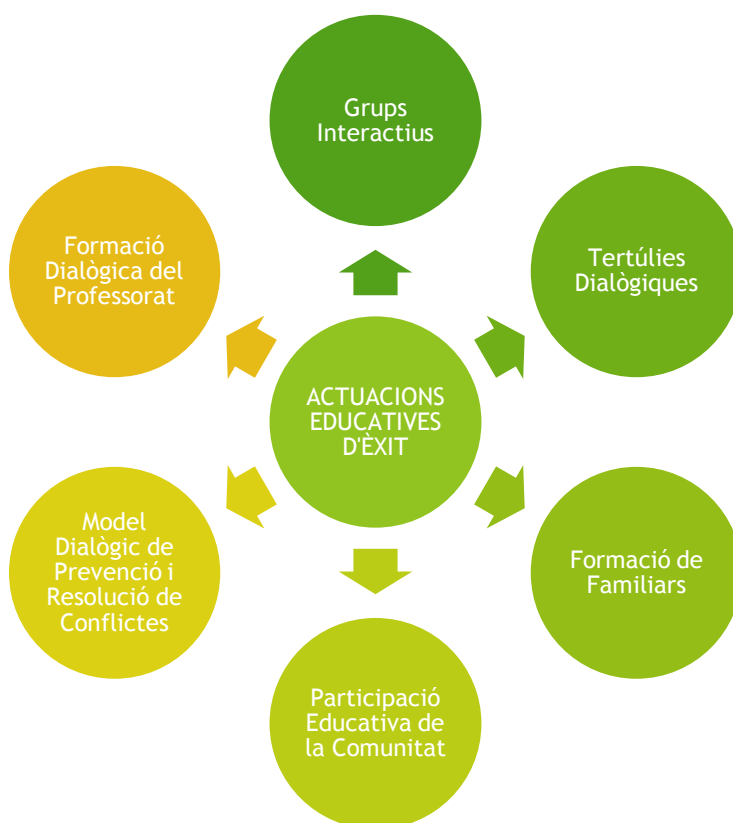 Grups
Interactius
Tertúlies
Dialògiques
Formació de
Familiars
Participació
Educativa de
la Comunitat
Model
Dialògic de
Prevenció i
Resolució de
Conflictes
Formació
Dialògica del
Professorat
ACTUACIONS
EDUCATIVES
D'ÈXIT